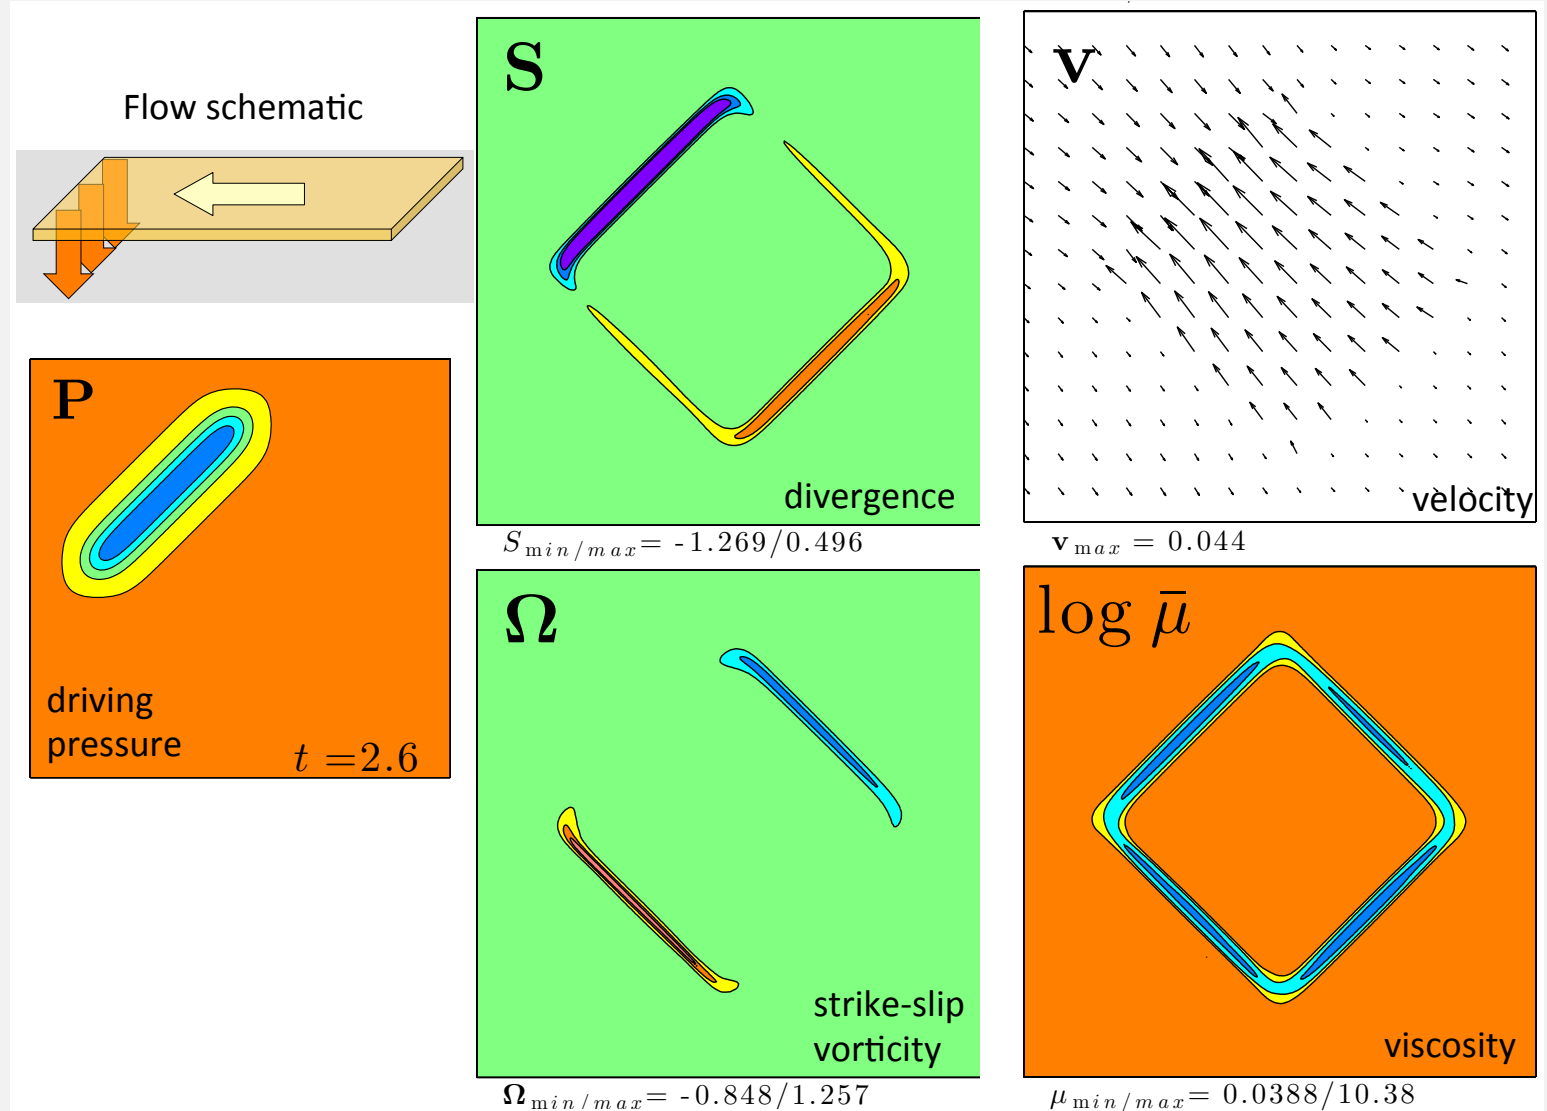 Flow schematic
P
driving
pressure
t =2.6
S
divergence
S min/max= -1.269/0.496
v
velocity
v max = 0.044
Ω
strike-slip
vorticity
Ω min/max= -0.848/1.257
log μ̄
viscosity
μ min/max= 0.0388/10.38